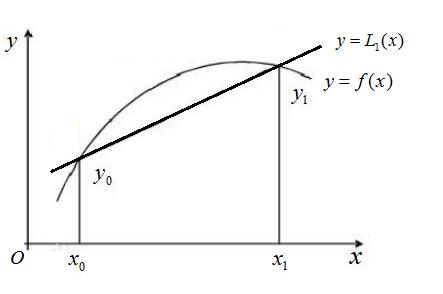 y
y = L₁(x)
y = f(x)
y₁
y₀
O
x₀
x₁
x